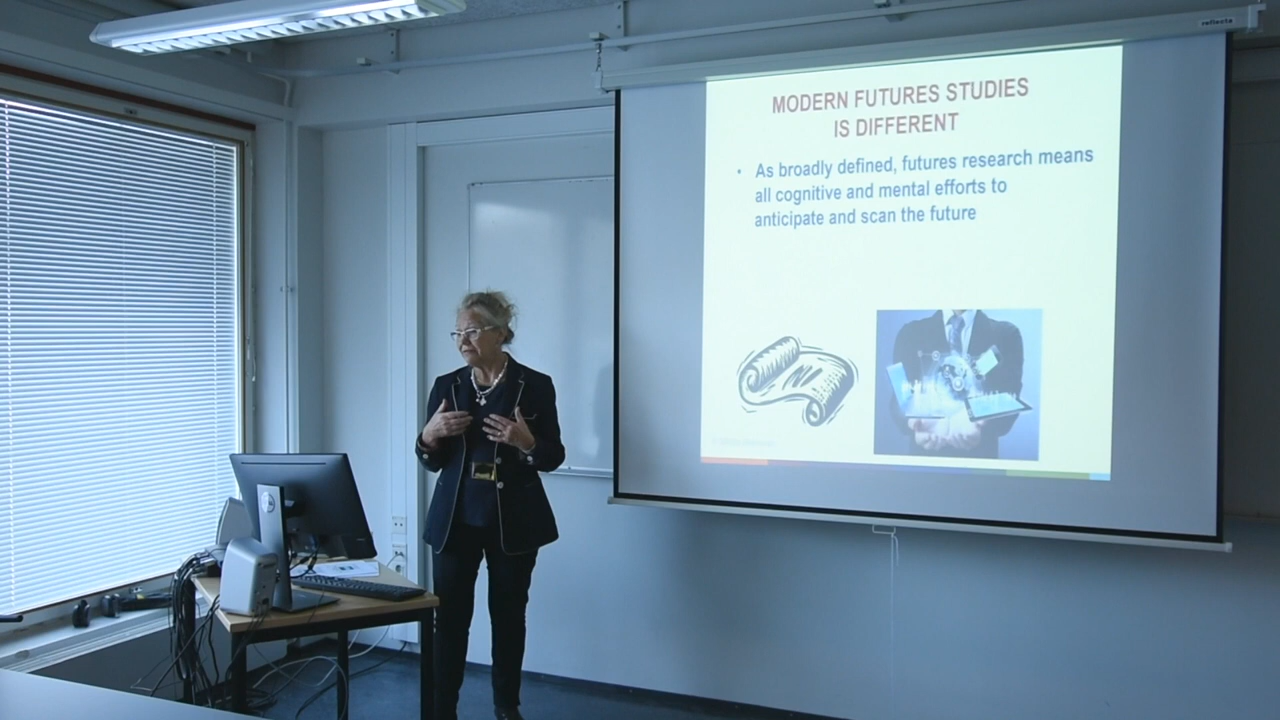 reflecta
MODERN FUTURES STUDIES
IS DIFFERENT
• As broadly defined, futures research means
all cognitive and mental efforts to
anticipate and scan the future